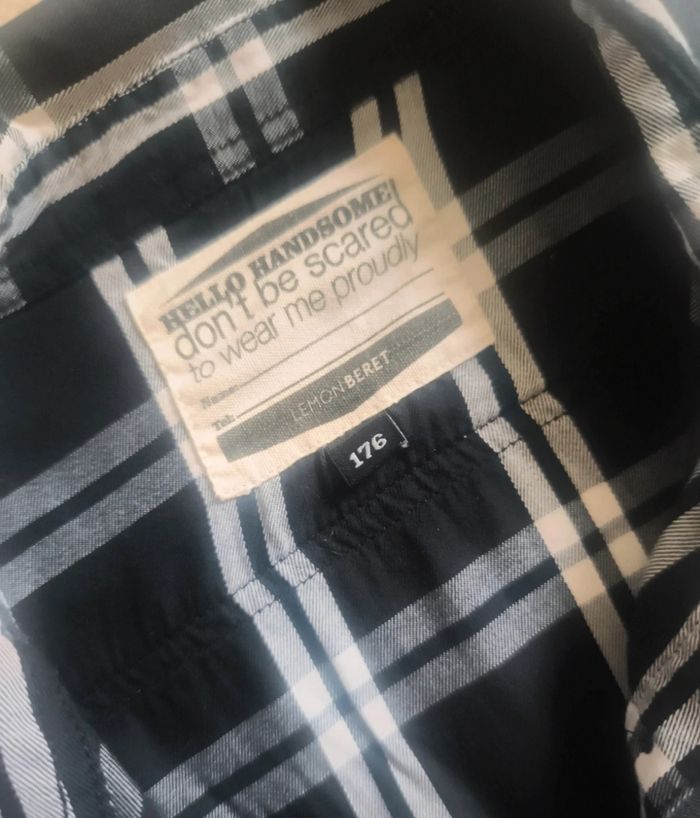 HELLO HANDSOME!
don't be scared
to wear me proudly
Name:
Tel:
LEMON BERET
176